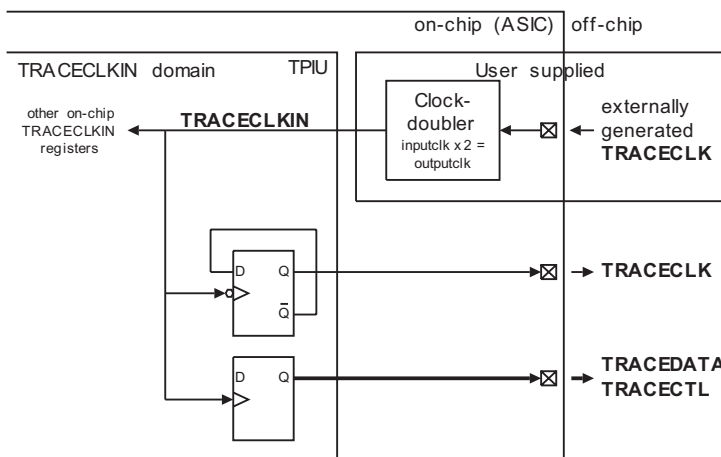 on-chip (ASIC) off-chip
TRACECLKIN domain TPIU User supplied
other on-chip
TRACECLKIN
registers
TRACECLKIN
Clock-
doubler
inputclk x 2 =
outputclk
externally
generated
TRACECLK
D Q
Q̅
TRACECLK
D Q
TRACEDATA
TRACECTL